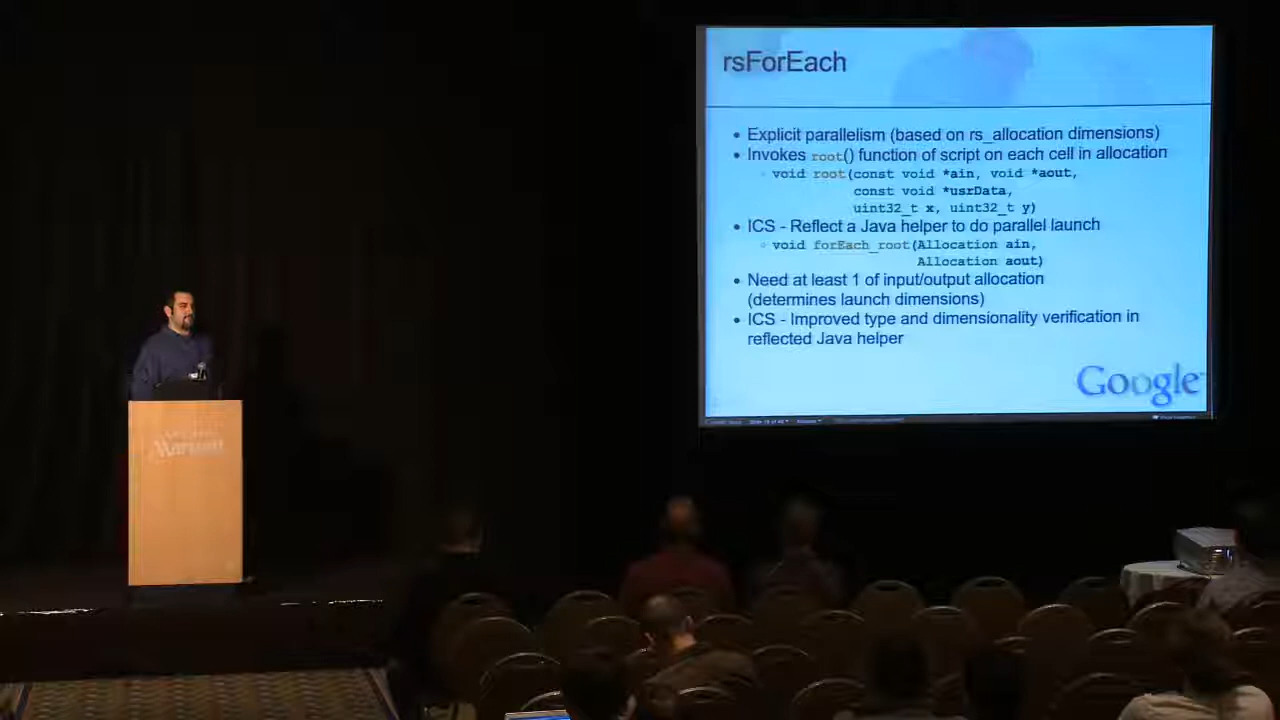 rsForEach
• Explicit parallelism (based on rs_allocation dimensions)
• Invokes root() function of script on each cell in allocation
◦ void root(const void *ain, void *aout,
const void *usrData,
uint32_t x, uint32_t y)
• ICS - Reflect a Java helper to do parallel launch
◦ void forEach_root(Allocation ain,
Allocation aout)
• Need at least 1 of input/output allocation
(determines launch dimensions)
• ICS - Improved type and dimensionality verification in
reflected Java helper
Google
Marriott